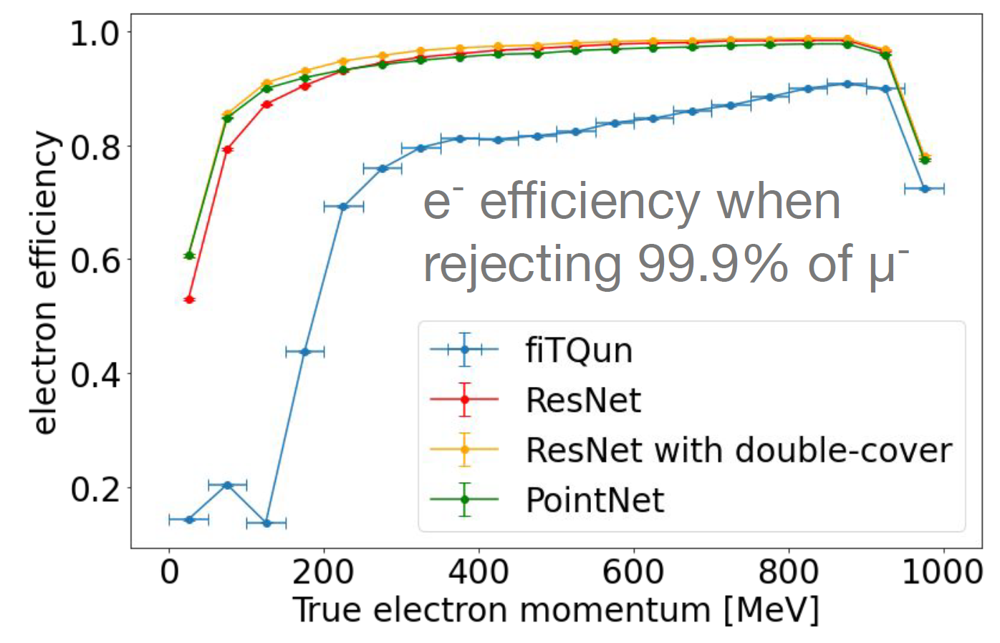 1.0
0.8
0.6
0.4
0.2
electron efficiency
e⁻ efficiency when
rejecting 99.9% of μ⁻
fiTQun
ResNet
ResNet with double-cover
PointNet
0 200 400 600 800 1000
True electron momentum [MeV]